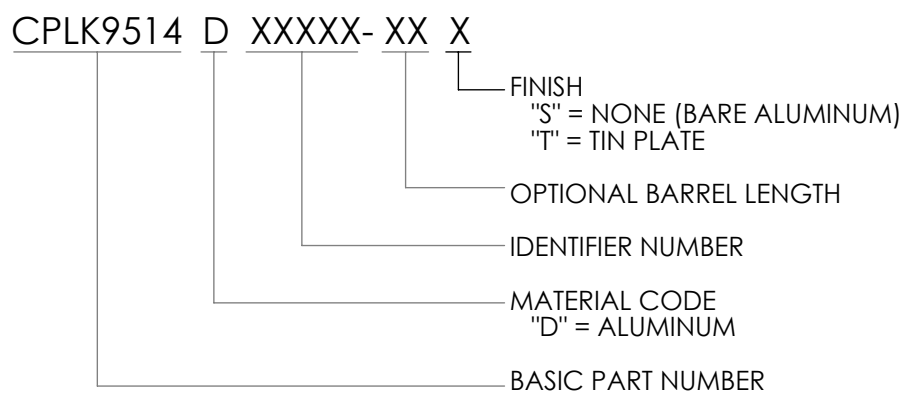 CPLK9514 D XXXXX- XX X
FINISH
"S" = NONE (BARE ALUMINUM)
"T" = TIN PLATE
OPTIONAL BARREL LENGTH
IDENTIFIER NUMBER
MATERIAL CODE
"D" = ALUMINUM
BASIC PART NUMBER